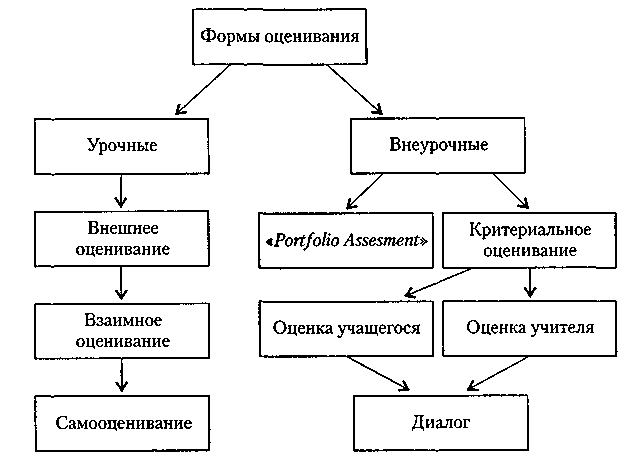 Формы оценивания
Урочные
Внеурочные
Внешнее
оценивание
«Portfolio Assesment»
Критериальное
оценивание
Взаимное
оценивание
Оценка учащегося
Оценка учителя
Самооценивание
Диалог